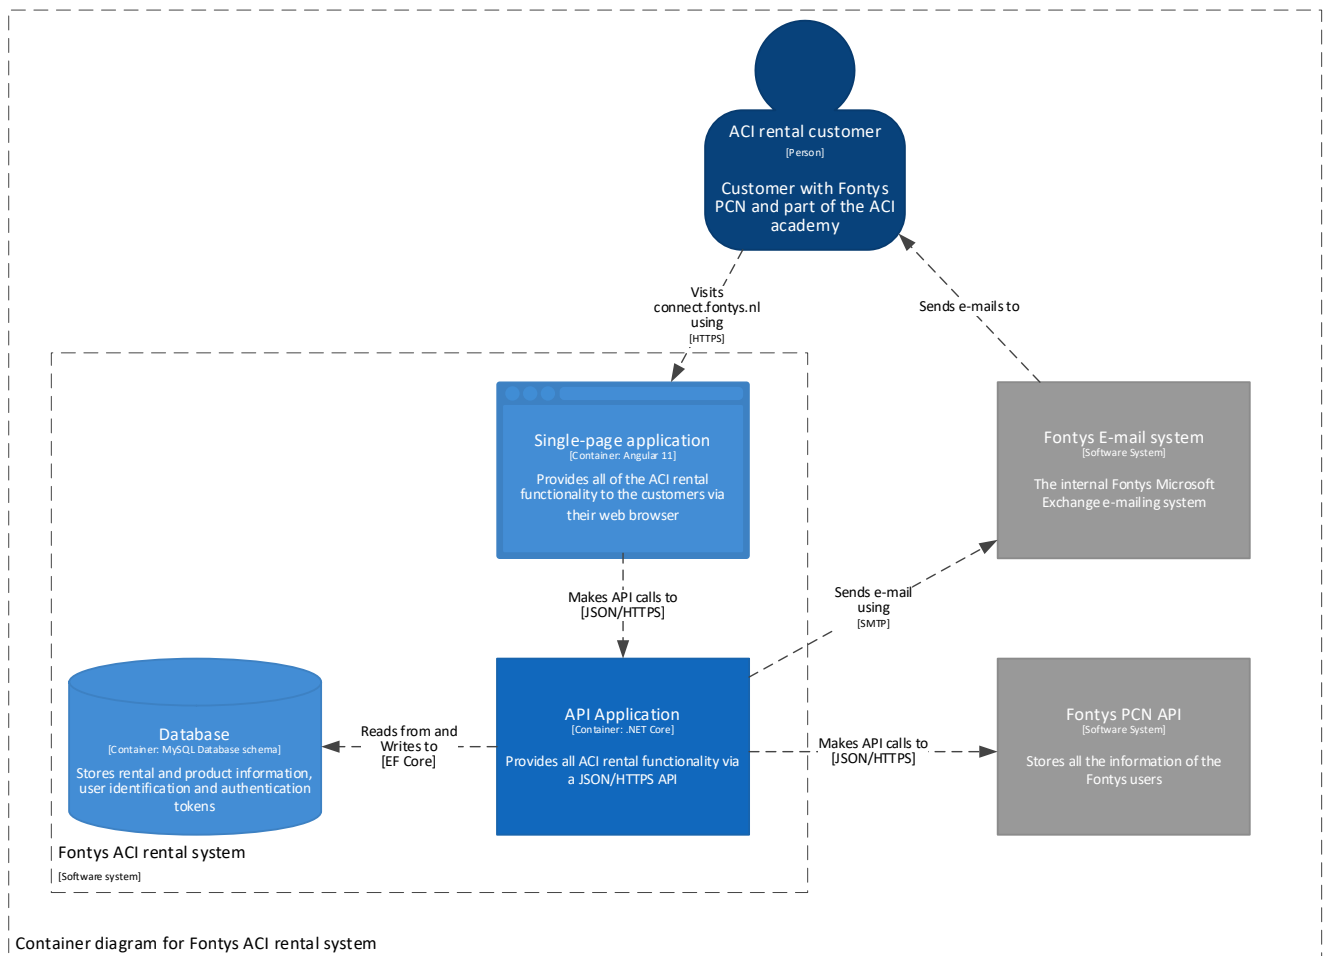 ACI rental customer
[Person]
Customer with Fontys
PCN and part of the ACI
academy
Visits
connect.fontys.nl
using
[HTTPS]
Sends e-mails to
Single-page application
[Container: Angular 11]
Provides all of the ACI rental
functionality to the customers via
their web browser
Fontys E-mail system
[Software System]
The internal Fontys Microsoft
Exchange e-mailing system
Makes API calls to
[JSON/HTTPS]
Sends e-mail
using
[SMTP]
Database
[Container: MySQL Database schema]
Stores rental and product information,
user identification and authentication
tokens
Reads from and
Writes to
[EF Core]
API Application
[Container: .NET Core]
Provides all ACI rental functionality via
a JSON/HTTPS API
Makes API calls to
[JSON/HTTPS]
Fontys PCN API
[Software System]
Stores all the information of the
Fontys users
Fontys ACI rental system
[Software system]
Container diagram for Fontys ACI rental system